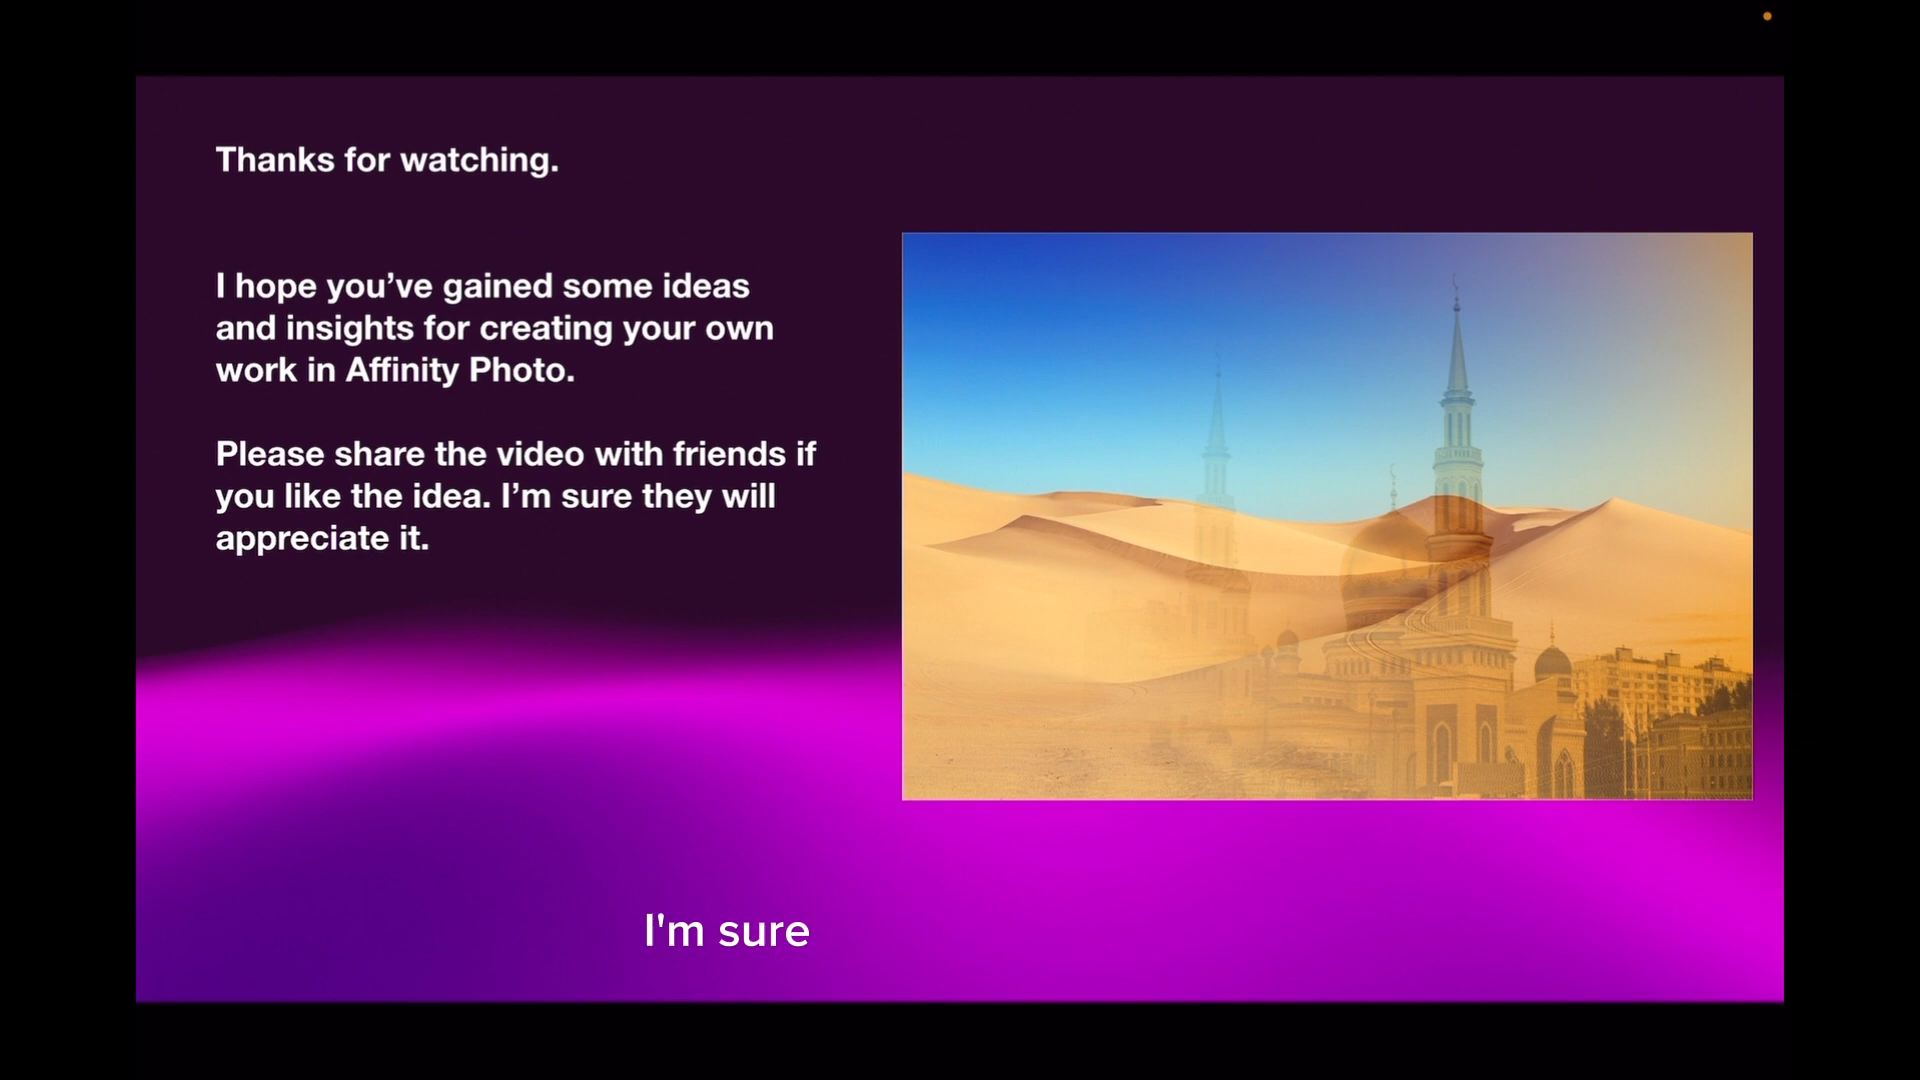 Thanks for watching.
I hope you’ve gained some ideas
and insights for creating your own
work in Affinity Photo.
Please share the video with friends if
you like the idea. I’m sure they will
appreciate it.
I'm sure